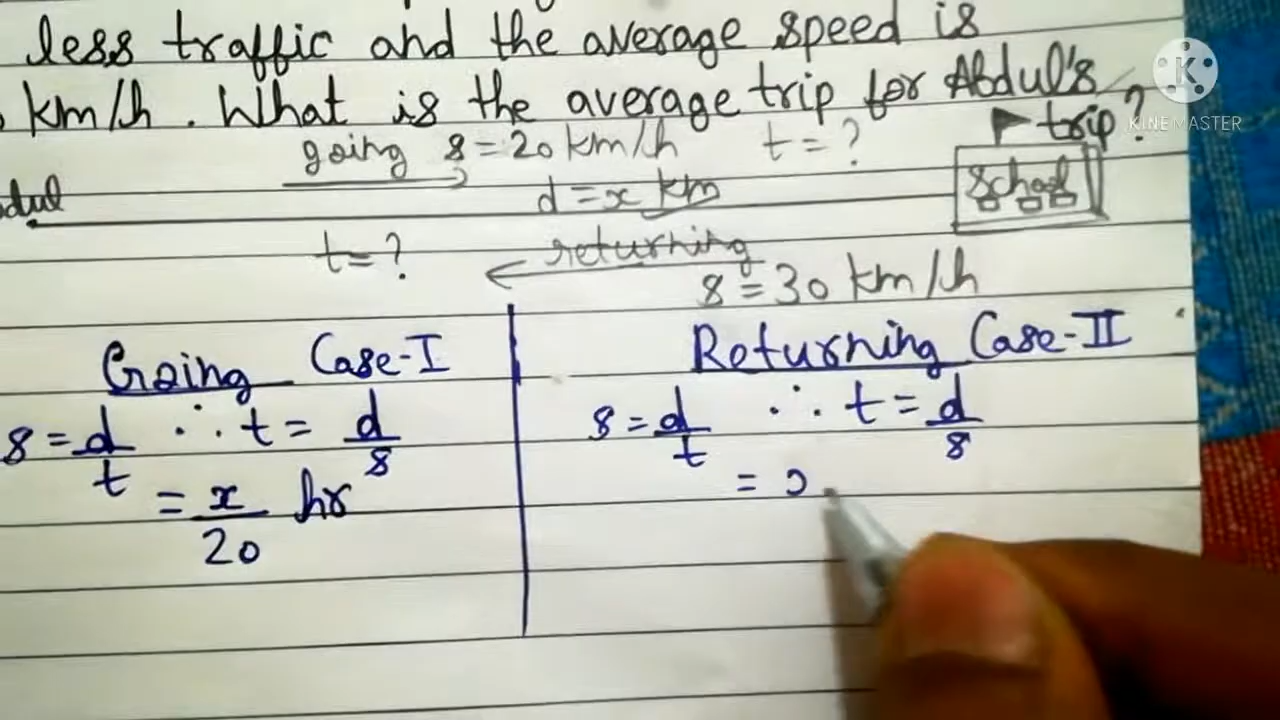 less traffic and the average speed is
km/h. What is the average trip for Abdul's
trip?
KINEMASTER
going s = 20 km/h t = ?
d = x km
School
t = ?
returning
s = 30 km/h
Going Case-I
s = d/t ∴ t = d/s
= x/20 hr
Returning Case-II
s = d/t ∴ t = d/s
=